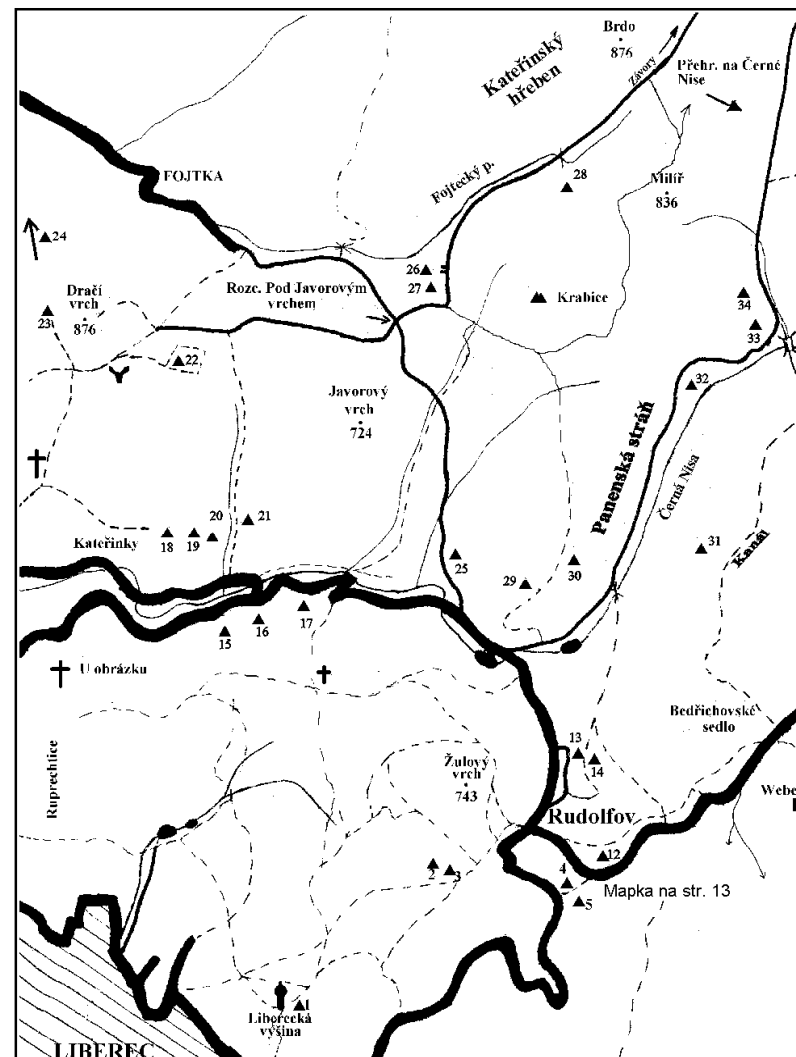 Brdo
876
Kateřinský
hřeben
Závory
Přehr. na Černé
Nise
FOJTKA
Fojtecký p.
28
Milíř
836
24
26
27
Rozc. Pod Javorovým
vrchem
Krabice
34
33
Dračí
vrch
876
23
22
32
Javorový
vrch
724
Panenská stráň
Černá Nisa
Kanál
31
20
21
18
19
Kateřinky
25
29
30
17
16
15
U obrázku
Ruprechtice
Bedřichovské
sedlo
13
14
Žulový
vrch
743
Rudolfov
Webe
12
2
3
4
5
Mapka na str. 13
1
Liberecká
výšina
LIBEREC